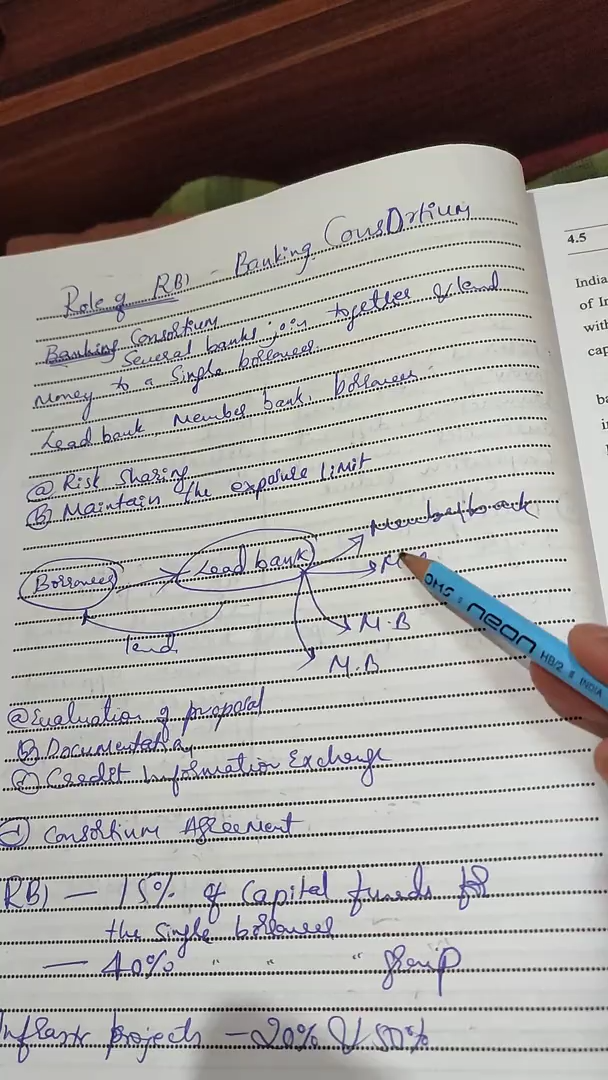 Role of RBI - Banking Consortium
Banking Consortium
Several banks join together & lend
Money to a single borrower
Lead bank, Member bank, borrower
(a) Risk sharing
(b) Maintain the exposure limit
Borrower
Lead bank
Member bank
lend
M.B
M.B
(a) Evaluation of proposal
(b) Documentation
(c) Credit Information Exchange
(d) Consortium Agreement
RBI — 15% of Capital funds for
the single borrower
— 40% " " " group
Infrastr projects - 20% & 50%
4.5
India
of In
with
cap
ba
in
OMS neon HB/2 INDIA